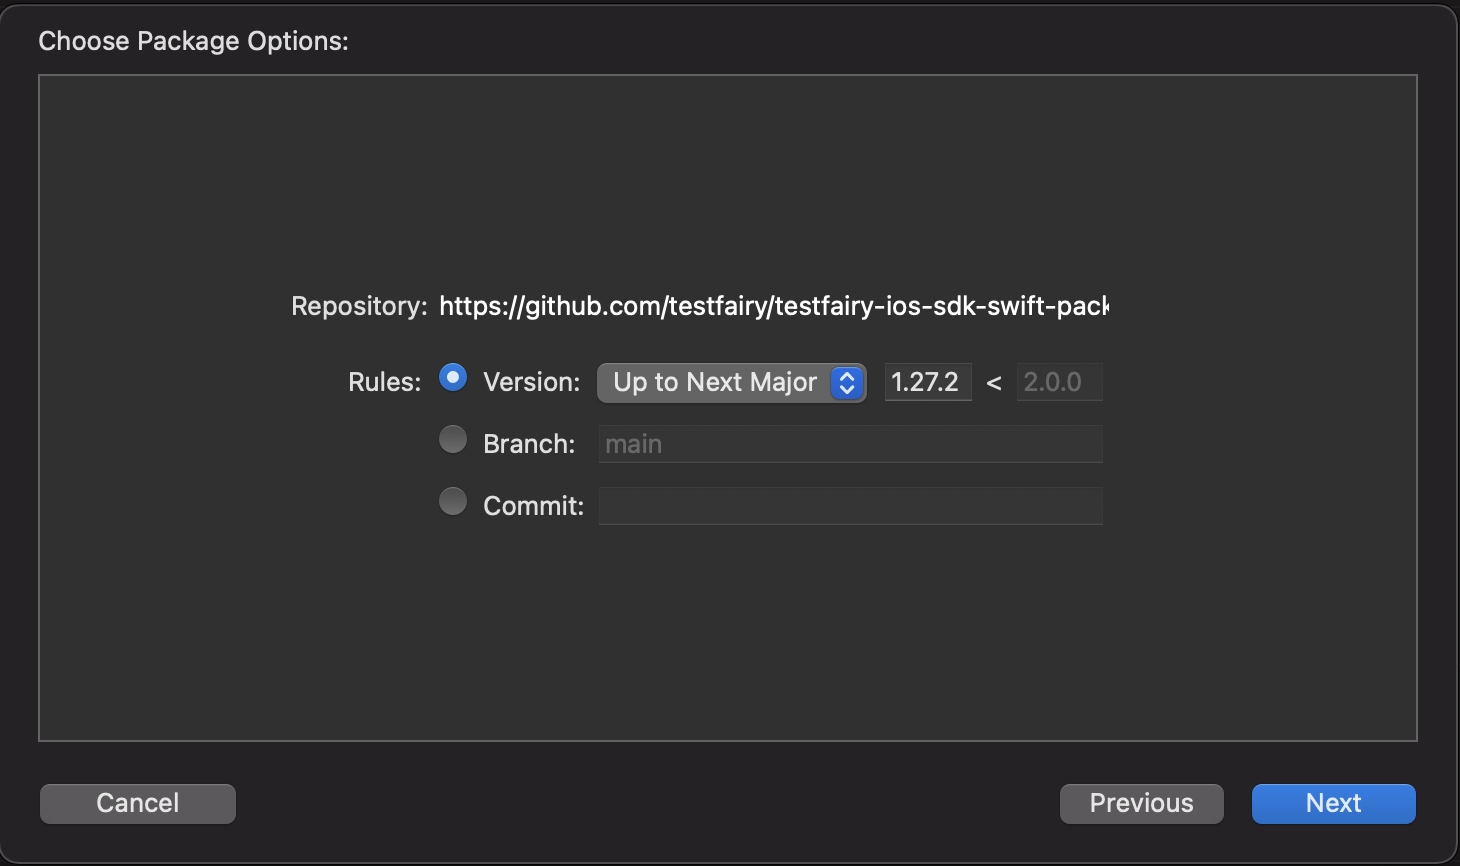 Choose Package Options:
Repository: https://github.com/testfairy/testfairy-ios-sdk-swift-pack
Rules: Version: Up to Next Major 1.27.2 < 2.0.0
Branch: main
Commit:
Cancel Previous Next